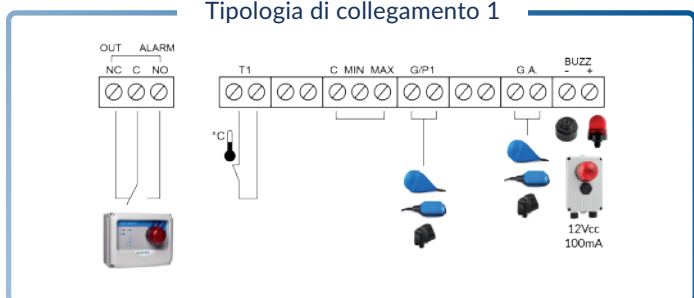 Tipologia di collegamento 1
OUT ALARM
NC C NO
T1
C MIN MAX
G/P1
G.A.
BUZZ
- +
°C
12Vcc
100mA